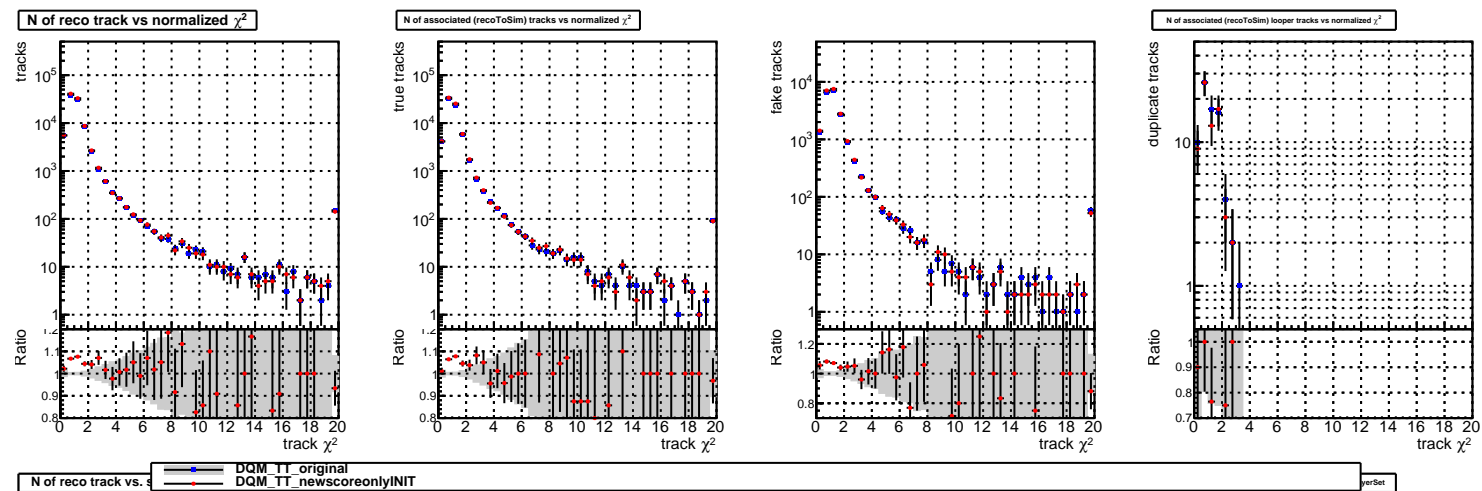 N of reco track vs normalized χ²
N of associated (recoToSim) tracks vs normalized χ²
N of associated (recoToSim) looper tracks vs normalized χ²
tracks
10⁵
10⁴
10³
10²
10
1
Ratio
1.2
1.1
1
0.9
0.8
0 2 4 6 8 10 12 14 16 18 20
track χ²
true tracks
10⁵
10⁴
10³
10²
10
1
Ratio
1.2
1.1
1
0.9
0.8
0 2 4 6 8 10 12 14 16 18 20
track χ²
fake tracks
10⁴
10³
10²
10
1
Ratio
1.2
1
0.8
0 2 4 6 8 10 12 14 16 18 20
track χ²
duplicate tracks
10
1
Ratio
1
0.9
0.8
0.7
0 2 4 6 8 10 12 14 16 18 20
track χ²
N of reco track vs. s
DQM_TT_original
DQM_TT_newscoreonlyINIT
yerSet